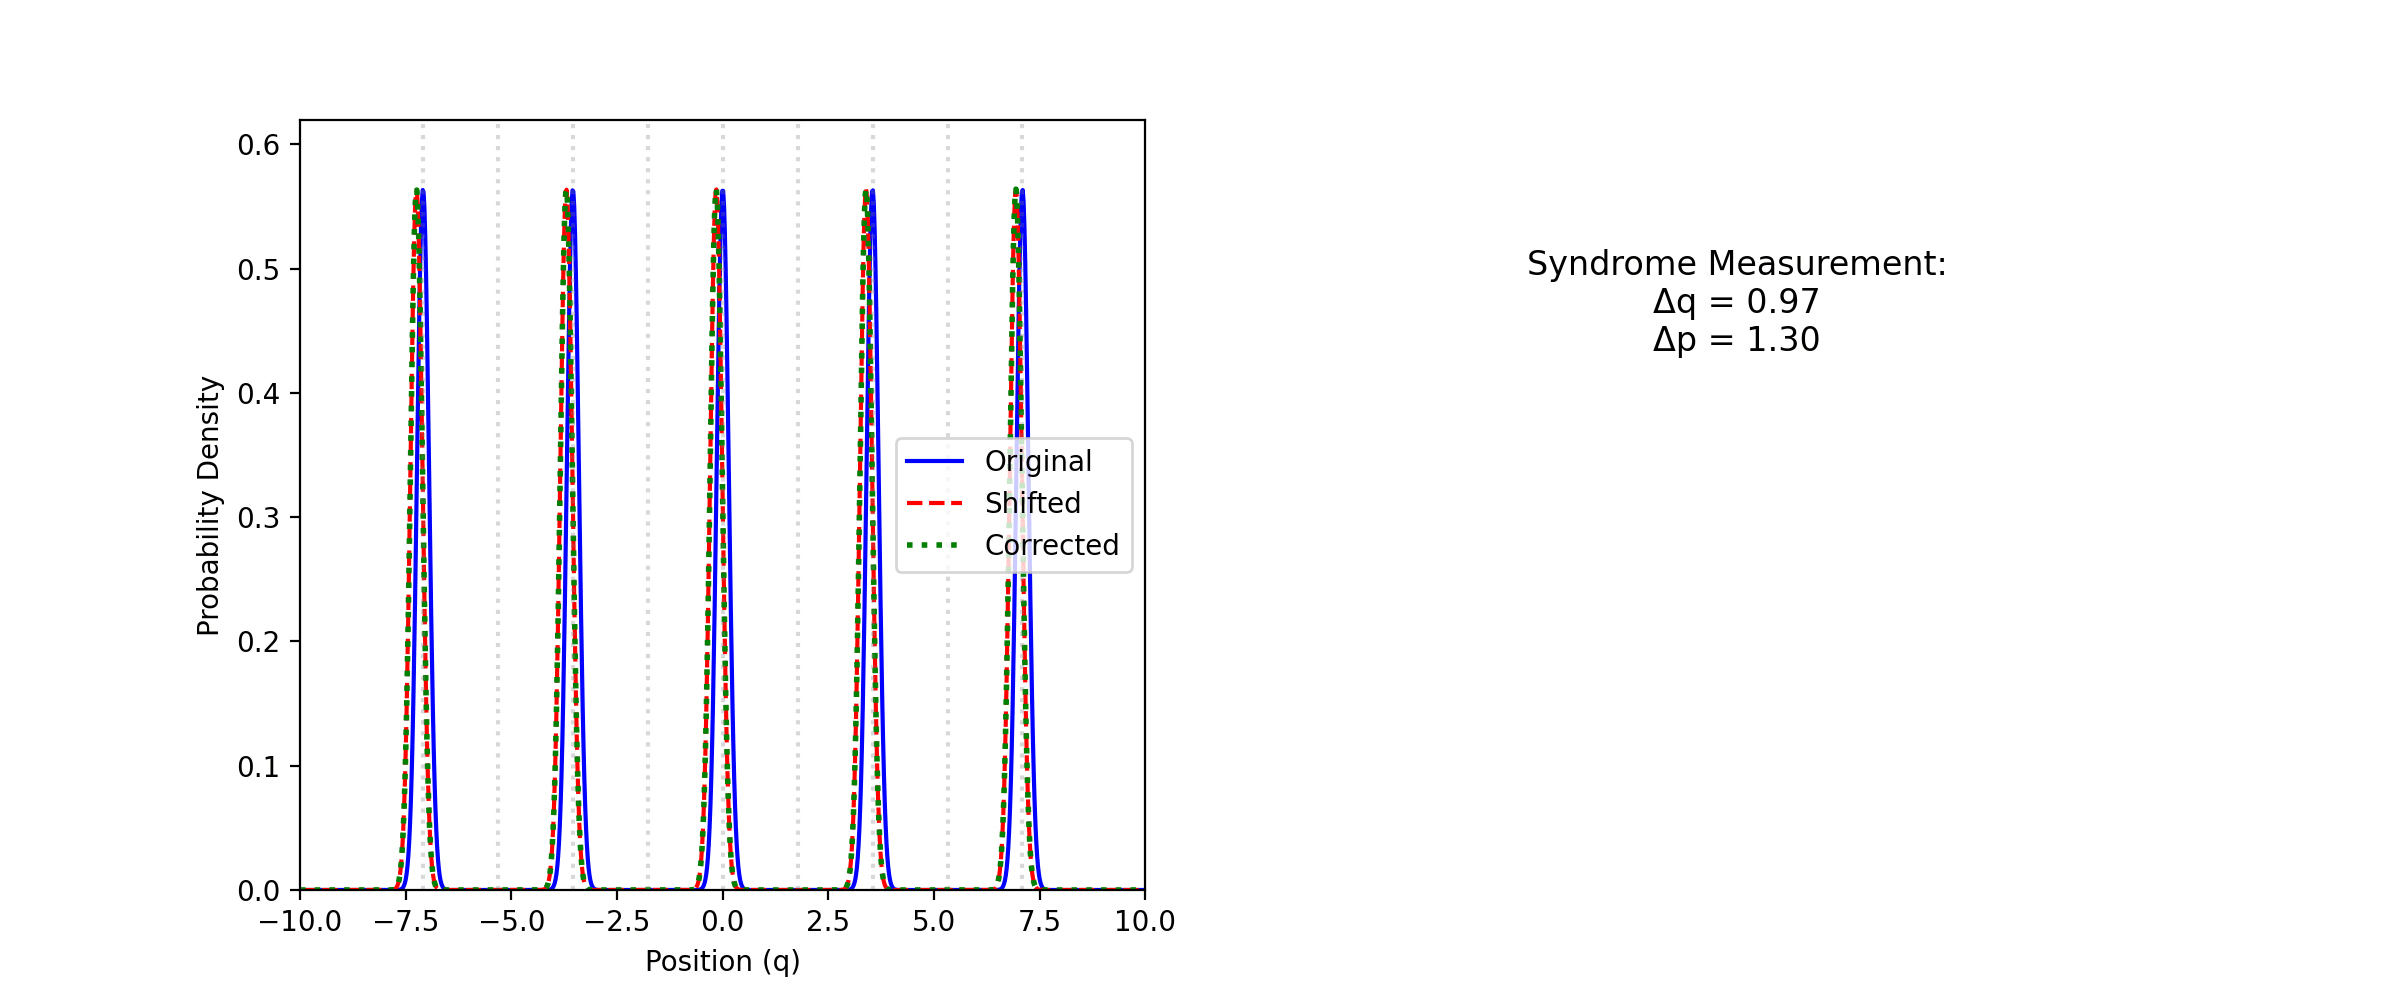 0.6
0.5
0.4
0.3
0.2
0.1
0.0
Probability Density
−10.0 −7.5 −5.0 −2.5 0.0 2.5 5.0 7.5 10.0
Position (q)
Original
Shifted
Corrected
Syndrome Measurement:
Δq = 0.97
Δp = 1.30